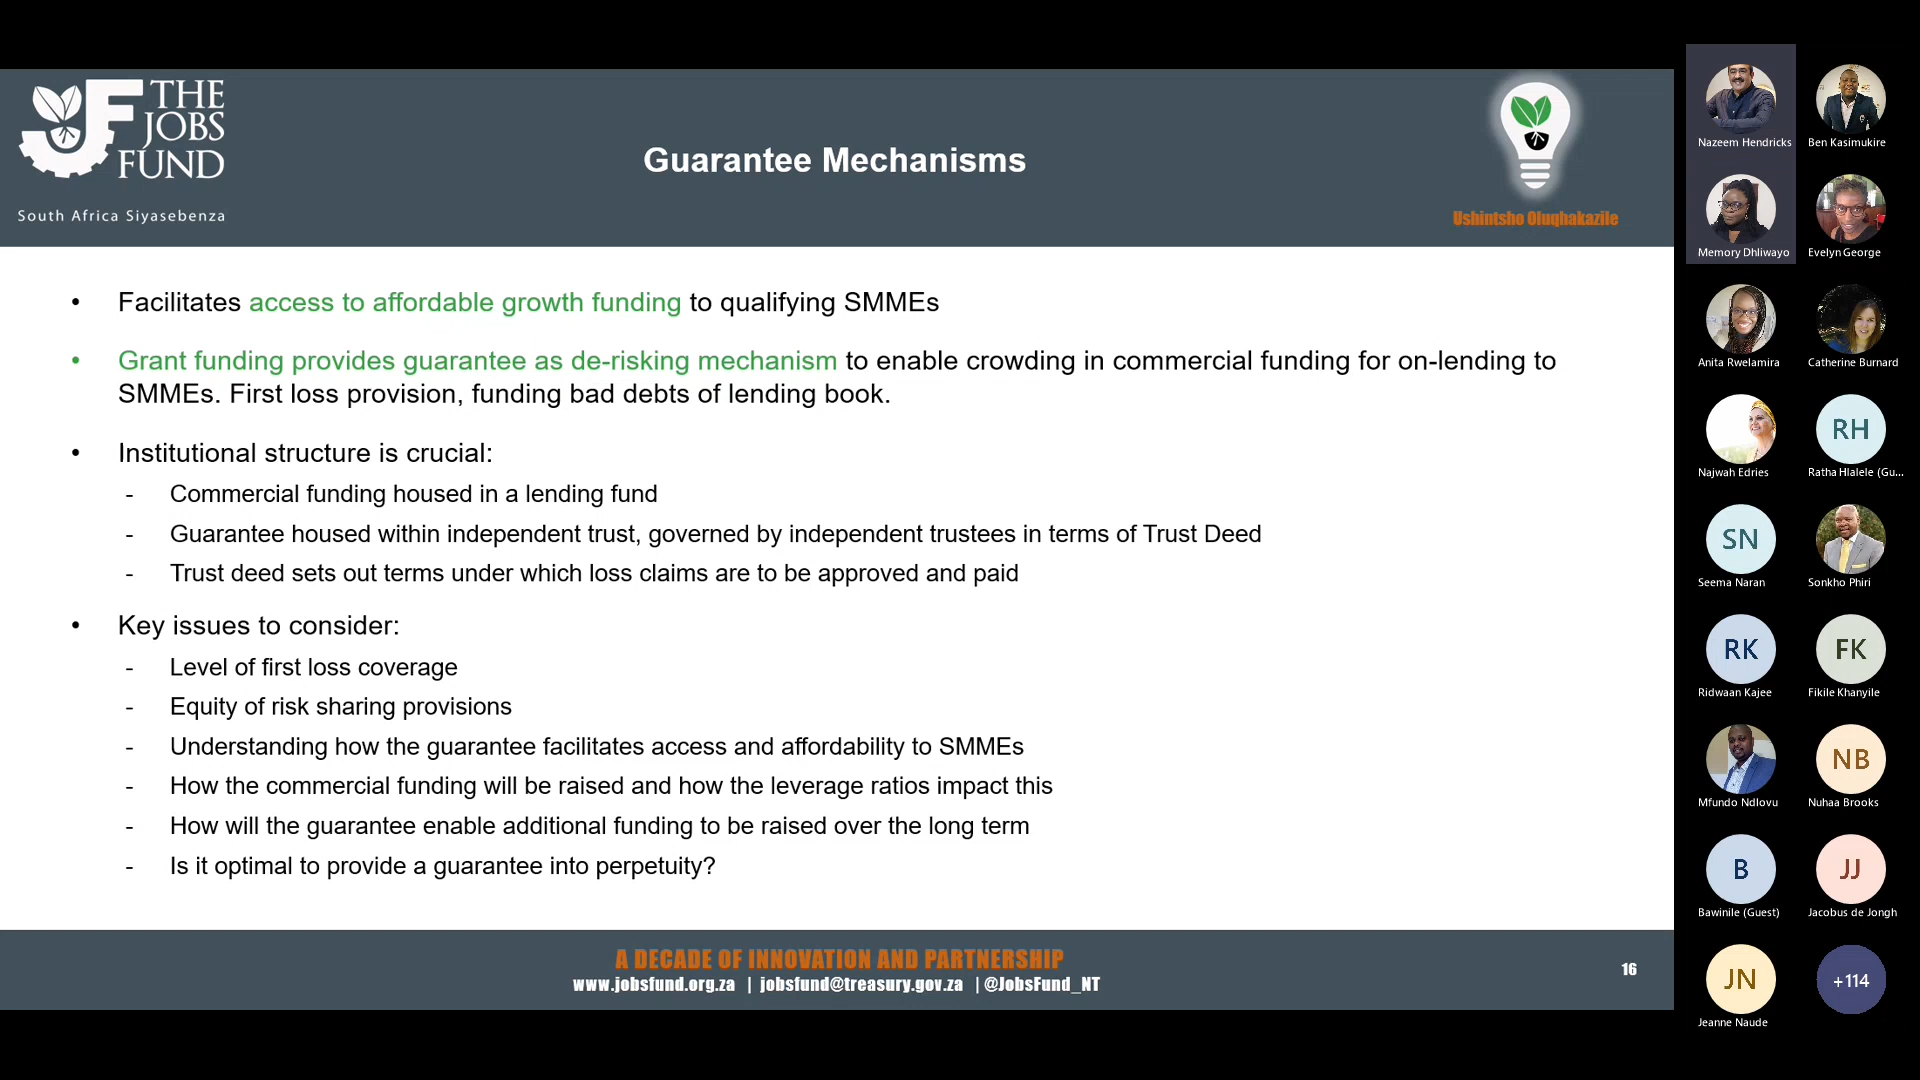 THE
JOBS
FUND
South Africa Siyasebenza
Guarantee Mechanisms
Ushintsho Oluqhakazile
• Facilitates access to affordable growth funding to qualifying SMMEs
• Grant funding provides guarantee as de-risking mechanism to enable crowding in commercial funding for on-lending to
SMMEs. First loss provision, funding bad debts of lending book.
• Institutional structure is crucial:
- Commercial funding housed in a lending fund
- Guarantee housed within independent trust, governed by independent trustees in terms of Trust Deed
- Trust deed sets out terms under which loss claims are to be approved and paid
• Key issues to consider:
- Level of first loss coverage
- Equity of risk sharing provisions
- Understanding how the guarantee facilitates access and affordability to SMMEs
- How the commercial funding will be raised and how the leverage ratios impact this
- How will the guarantee enable additional funding to be raised over the long term
- Is it optimal to provide a guarantee into perpetuity?
A DECADE OF INNOVATION AND PARTNERSHIP
www.jobsfund.org.za | jobsfund@treasury.gov.za | @JobsFund_NT
16
Nazeem Hendricks
Ben Kasimukire
Memory Dhliwayo
Evelyn George
Anita Rwelamira
Catherine Burnard
Najwah Edries
RH
Ratha Hlalele (Gu...
SN
Seema Naran
Sonkho Phiri
RK
Ridwaan Kajee
FK
Fikile Khanyile
Mfundo Ndlovu
NB
Nuhaa Brooks
B
Bawinile (Guest)
JJ
Jacobus de Jongh
JN
Jeanne Naude
+114